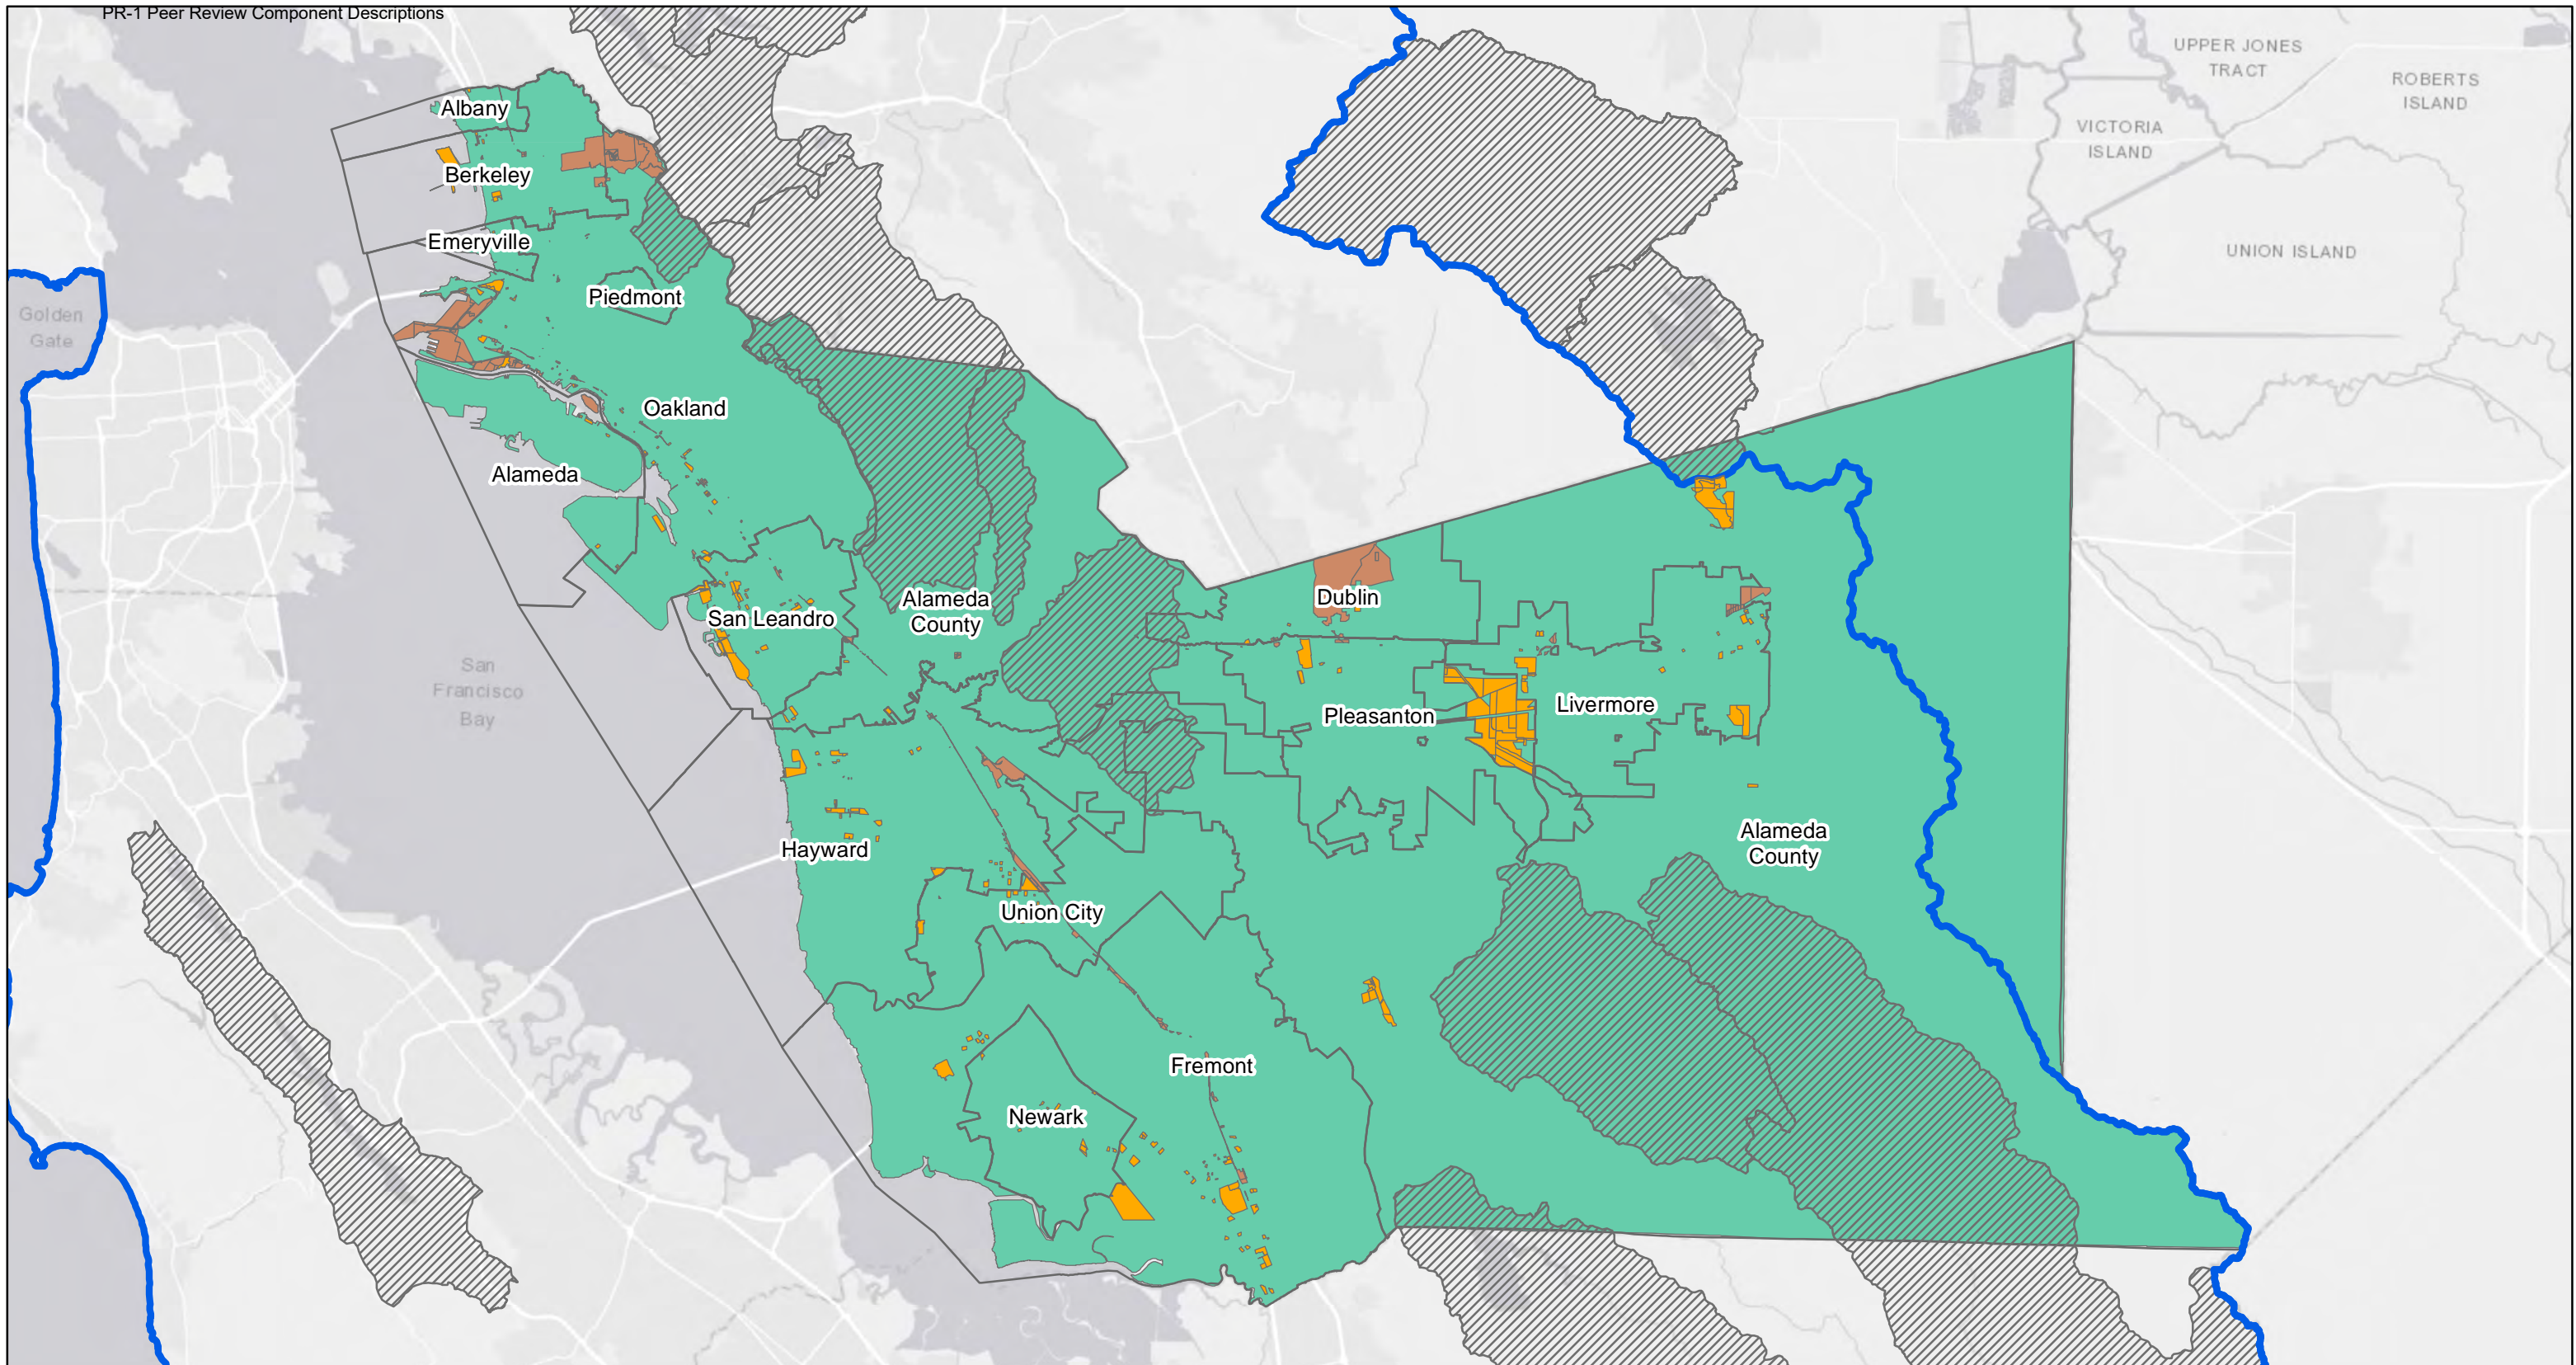 PR-1 Peer Review Component Descriptions
UPPER JONES
TRACT
ROBERTS
ISLAND
VICTORIA
ISLAND
UNION ISLAND
Albany
Berkeley
Emeryville
Piedmont
Golden
Gate
Oakland
Alameda
San Leandro
Alameda
County
Dublin
San
Francisco
Bay
Pleasanton
Livermore
Hayward
Alameda
County
Union City
Fremont
Newark